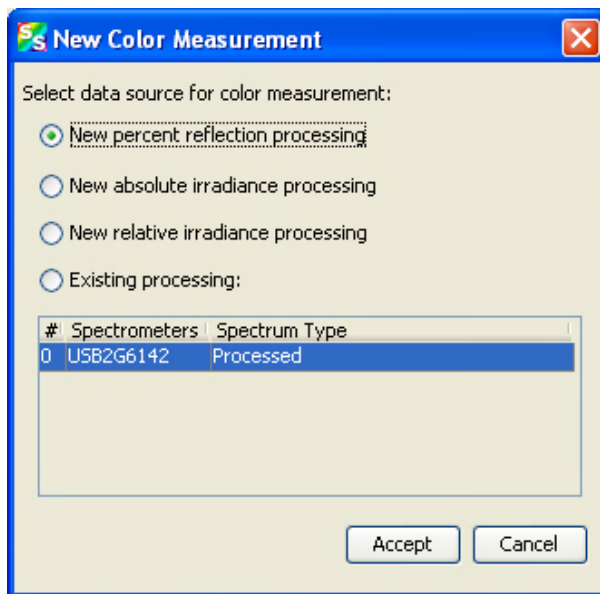 SS New Color Measurement
Select data source for color measurement:
New percent reflection processing
New absolute irradiance processing
New relative irradiance processing
Existing processing:
# Spectrometers Spectrum Type
0 USB2G6142 Processed
Accept Cancel